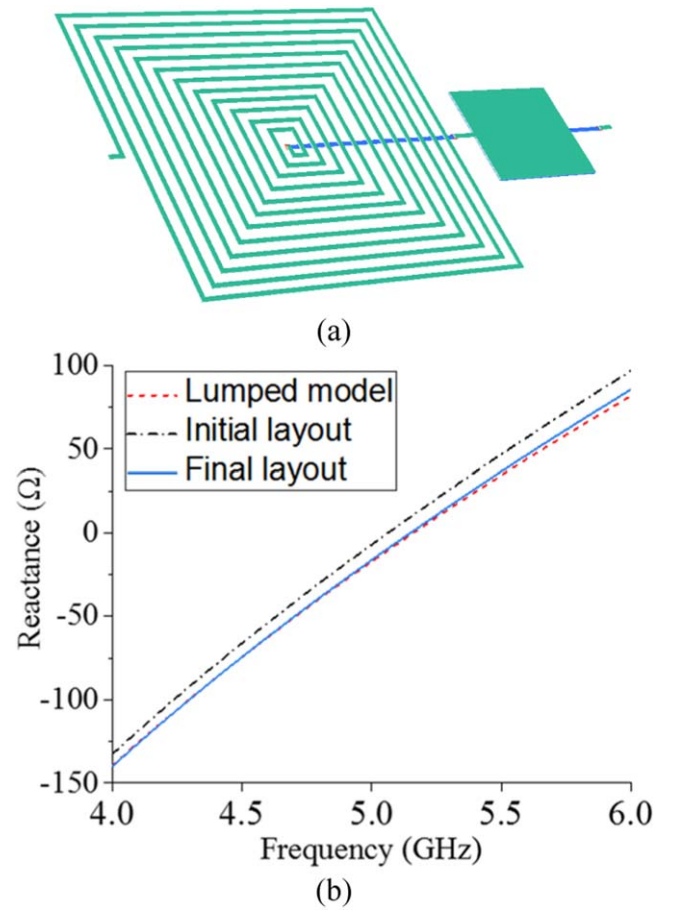 (a)
100
50
0
-50
-100
-150
Reactance (Ω)
Lumped model
Initial layout
Final layout
4.0 4.5 5.0 5.5 6.0
Frequency (GHz)
(b)